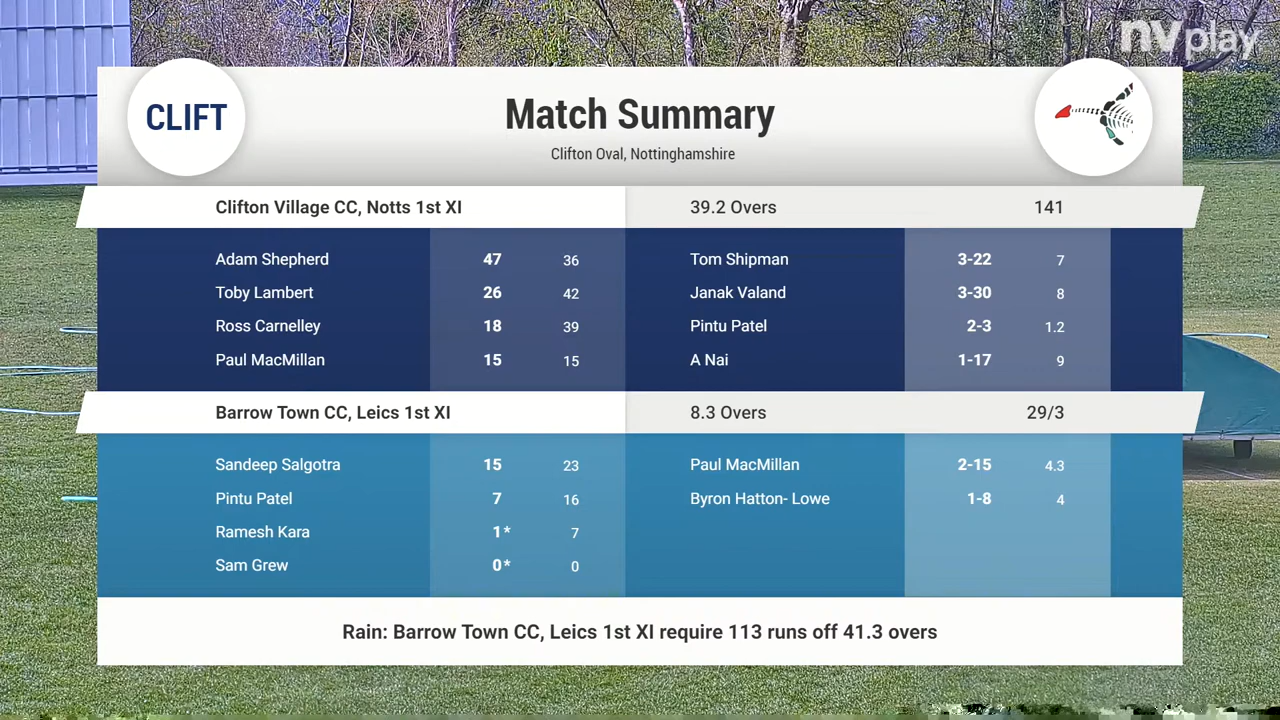 nvplay
CLIFT
Match Summary
Clifton Oval, Nottinghamshire
Clifton Village CC, Notts 1st XI 39.2 Overs 141
Adam Shepherd 47 36 Tom Shipman 3-22 7
Toby Lambert 26 42 Janak Valand 3-30 8
Ross Carnelley 18 39 Pintu Patel 2-3 1.2
Paul MacMillan 15 15 A Nai 1-17 9
Barrow Town CC, Leics 1st XI 8.3 Overs 29/3
Sandeep Salgotra 15 23 Paul MacMillan 2-15 4.3
Pintu Patel 7 16 Byron Hatton- Lowe 1-8 4
Ramesh Kara 1* 7
Sam Grew 0* 0
Rain: Barrow Town CC, Leics 1st XI require 113 runs off 41.3 overs